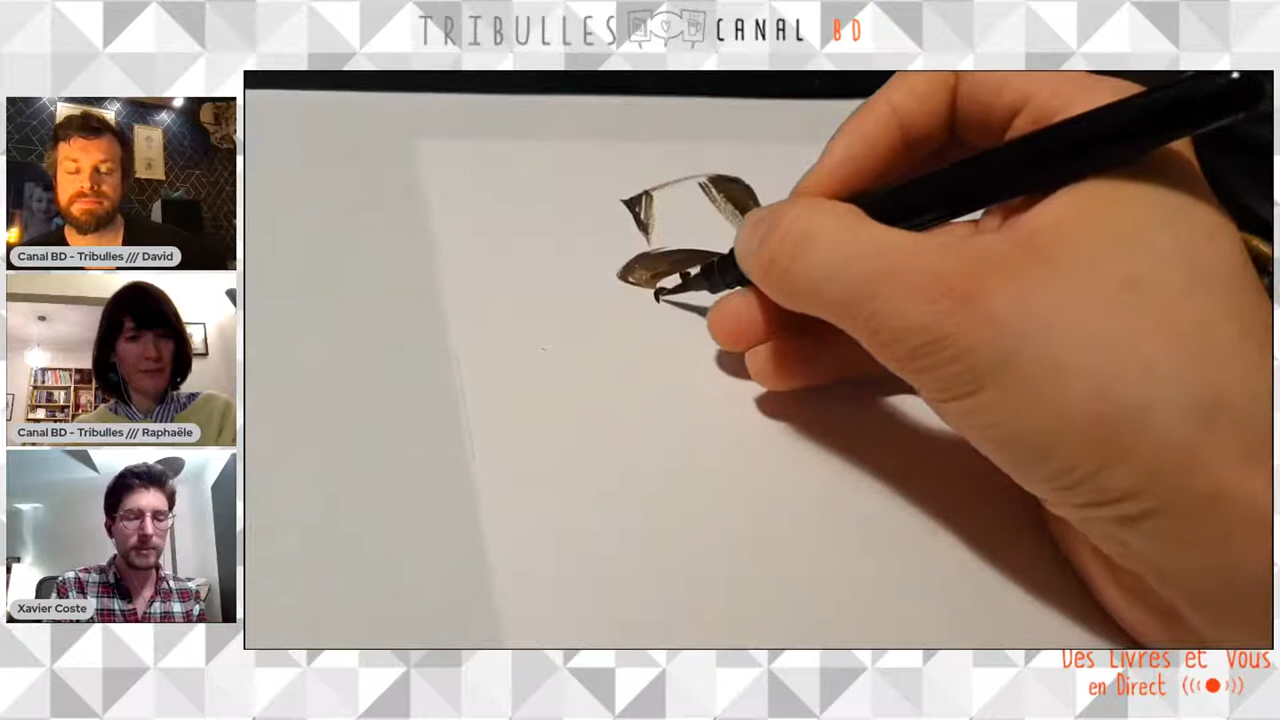 TRIBULLES CANAL BD
Canal BD - Tribulles /// David
Canal BD - Tribulles /// Raphaële
Xavier Coste
Des Livres et Vous
en Direct